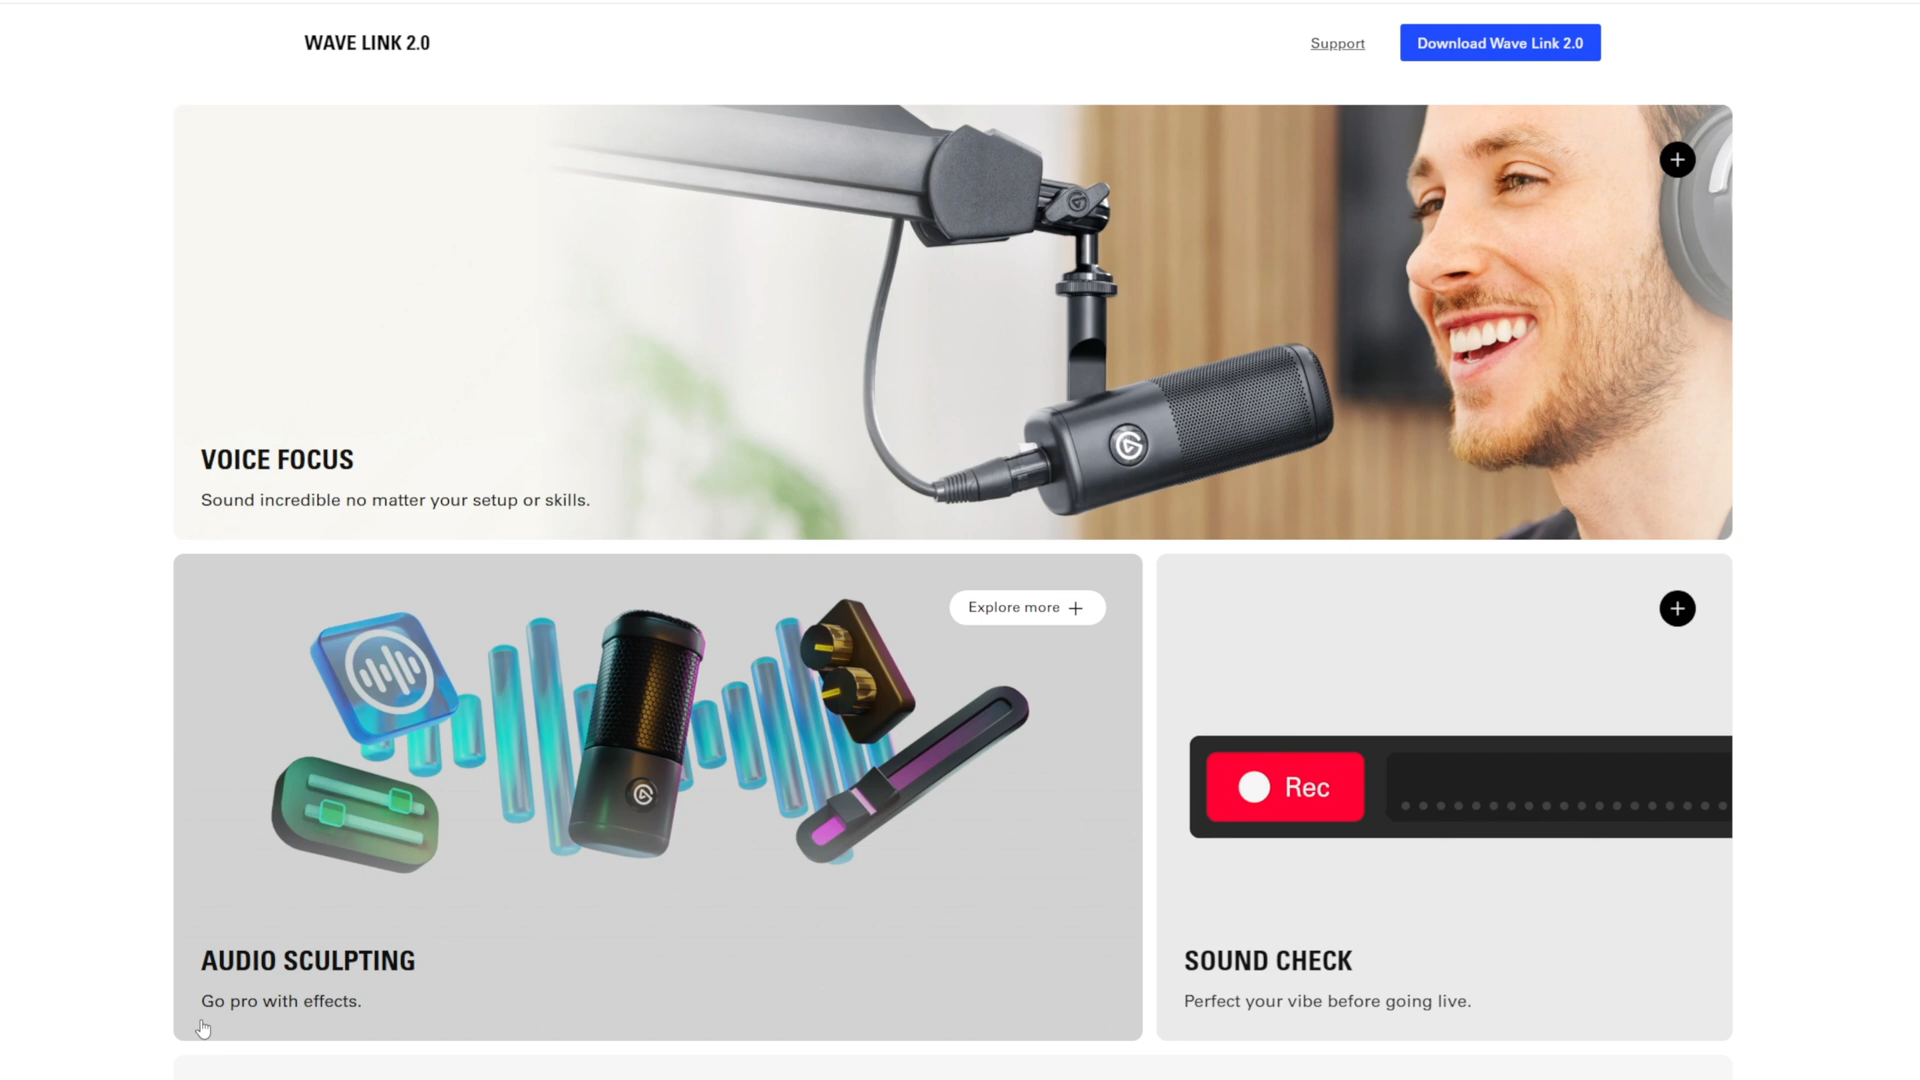 WAVE LINK 2.0
Support
Download Wave Link 2.0
VOICE FOCUS
Sound incredible no matter your setup or skills.
Explore more +
Rec
AUDIO SCULPTING
Go pro with effects.
SOUND CHECK
Perfect your vibe before going live.